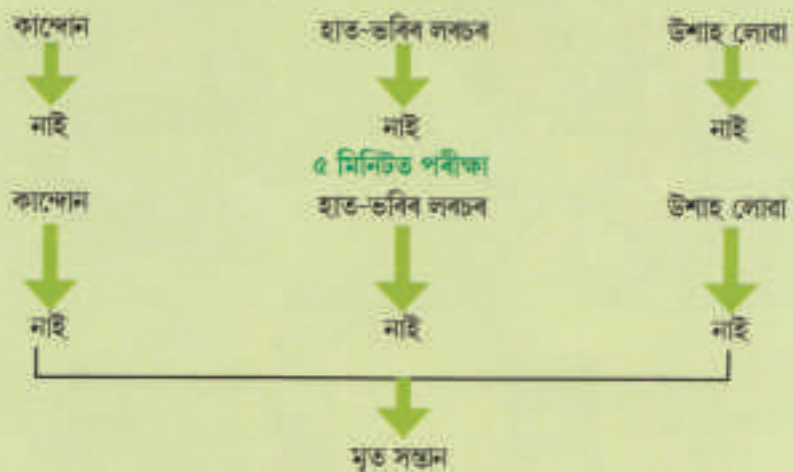 কান্দোন হাত-ভৰিৰ লৰচৰ উশাহ লোৱা
নাই নাই নাই
৫ মিনিটত পৰীক্ষা
কান্দোন হাত-ভৰিৰ লৰচৰ উশাহ লোৱা
নাই নাই নাই
মৃত সন্তান